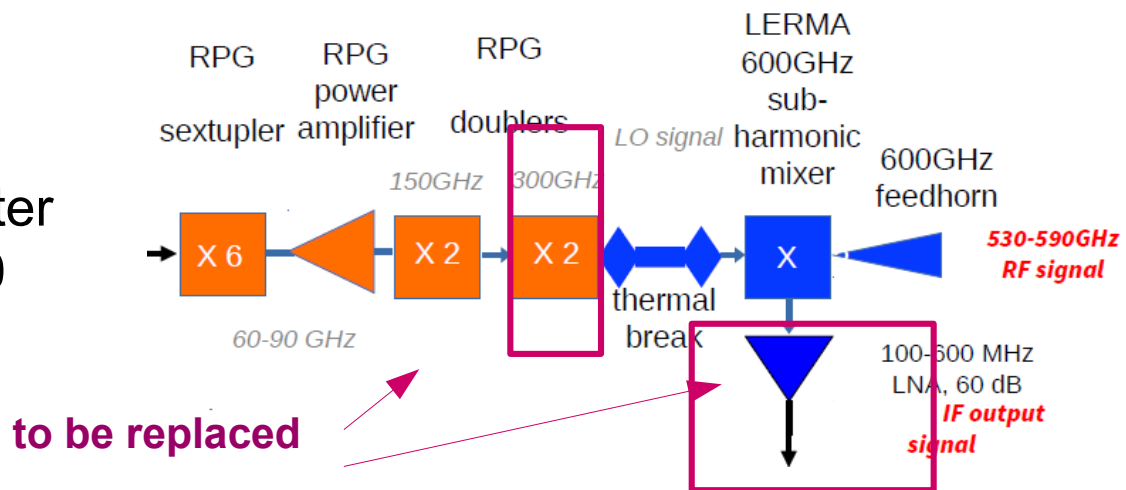 RPG
sextupler
RPG
power
amplifier
RPG
doublers
LERMA
600GHz
sub-
harmonic
mixer
LO signal
600GHz
feedhorn
150GHz
300GHz
X 6
X 2
X 2
X
530-590GHz
RF signal
thermal
break
60-90 GHz
100-600 MHz
LNA, 60 dB
IF output
signal
to be replaced